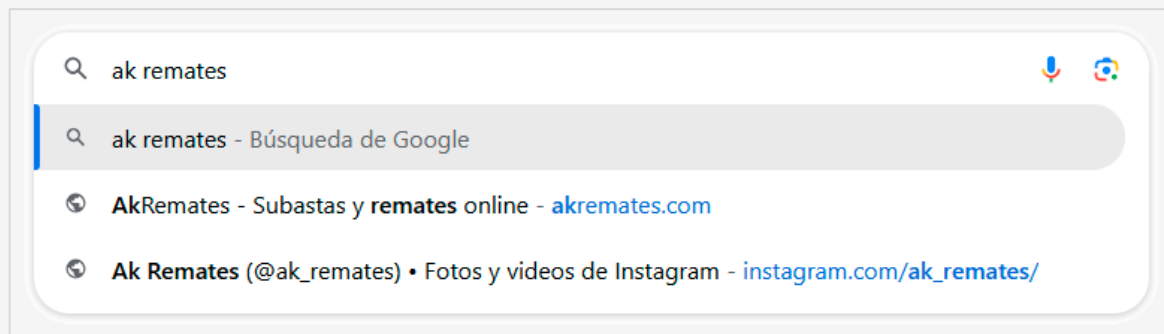 ak remates
ak remates - Búsqueda de Google
AkRemates - Subastas y remates online - akremates.com
Ak Remates (@ak_remates) • Fotos y videos de Instagram - instagram.com/ak_remates/